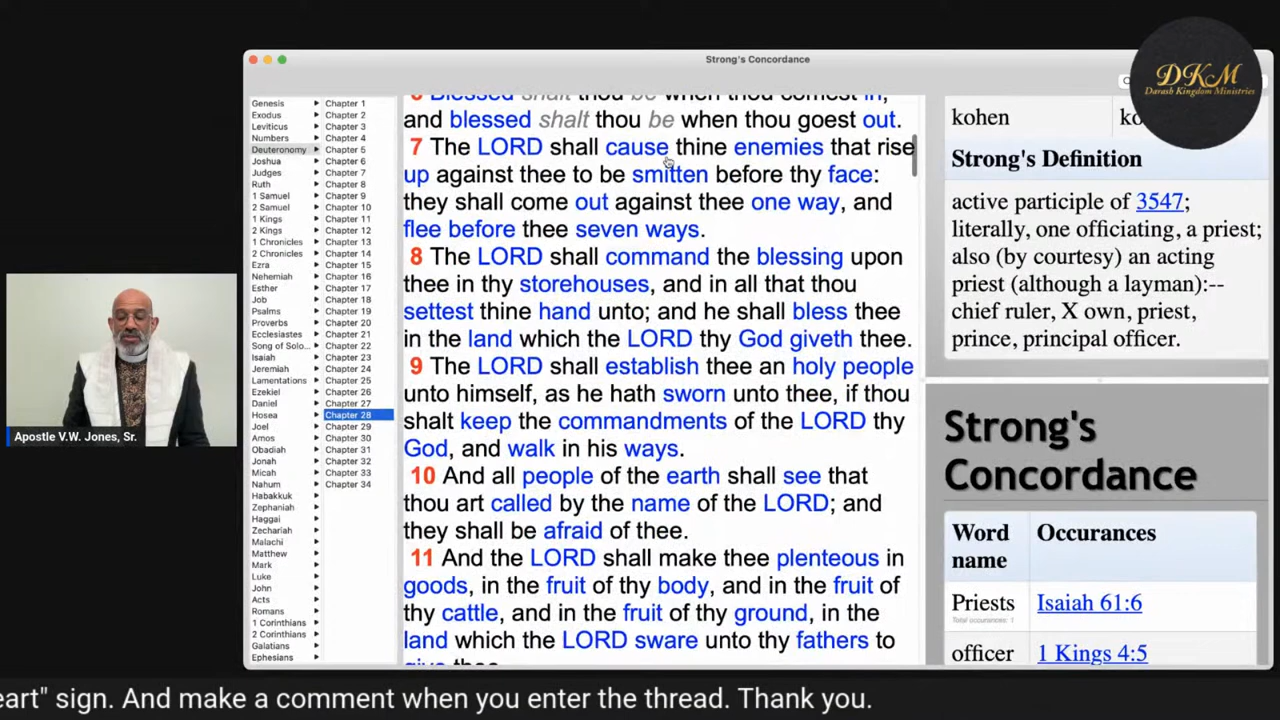 Strong's Concordance
DKM
Darash Kingdom Ministries
Genesis
Exodus
Leviticus
Numbers
Deuteronomy
Joshua
Judges
Ruth
1 Samuel
2 Samuel
1 Kings
2 Kings
1 Chronicles
2 Chronicles
Ezra
Nehemiah
Esther
Job
Psalms
Proverbs
Ecclesiastes
Song of Solo...
Isaiah
Jeremiah
Lamentations
Ezekiel
Daniel
Hosea
Joel
Amos
Obadiah
Jonah
Micah
Nahum
Habakkuk
Zephaniah
Haggai
Zechariah
Malachi
Matthew
Mark
Luke
John
Acts
Romans
1 Corinthians
2 Corinthians
Galatians
Ephesians
Chapter 1
Chapter 2
Chapter 3
Chapter 4
Chapter 5
Chapter 6
Chapter 7
Chapter 8
Chapter 9
Chapter 10
Chapter 11
Chapter 12
Chapter 13
Chapter 14
Chapter 15
Chapter 16
Chapter 17
Chapter 18
Chapter 19
Chapter 20
Chapter 21
Chapter 22
Chapter 23
Chapter 24
Chapter 25
Chapter 26
Chapter 27
Chapter 28
Chapter 29
Chapter 30
Chapter 31
Chapter 32
Chapter 33
Chapter 34
6 Blessed shalt thou be when thou comest in,
and blessed shalt thou be when thou goest out.
7 The LORD shall cause thine enemies that rise
up against thee to be smitten before thy face:
they shall come out against thee one way, and
flee before thee seven ways.
8 The LORD shall command the blessing upon
thee in thy storehouses, and in all that thou
settest thine hand unto; and he shall bless thee
in the land which the LORD thy God giveth thee.
9 The LORD shall establish thee an holy people
unto himself, as he hath sworn unto thee, if thou
shalt keep the commandments of the LORD thy
God, and walk in his ways.
10 And all people of the earth shall see that
thou art called by the name of the LORD; and
they shall be afraid of thee.
11 And the LORD shall make thee plenteous in
goods, in the fruit of thy body, and in the fruit of
thy cattle, and in the fruit of thy ground, in the
land which the LORD sware unto thy fathers to
give thee.
kohen ko
Strong's Definition
active participle of 3547;
literally, one officiating, a priest;
also (by courtesy) an acting
priest (although a layman):--
chief ruler, X own, priest,
prince, principal officer.
Strong's
Concordance
Word
name
Occurances
Priests Isaiah 61:6
Total occurances: 1
officer 1 Kings 4:5
Apostle V.W. Jones, Sr.
eart" sign. And make a comment when you enter the thread. Thank you.